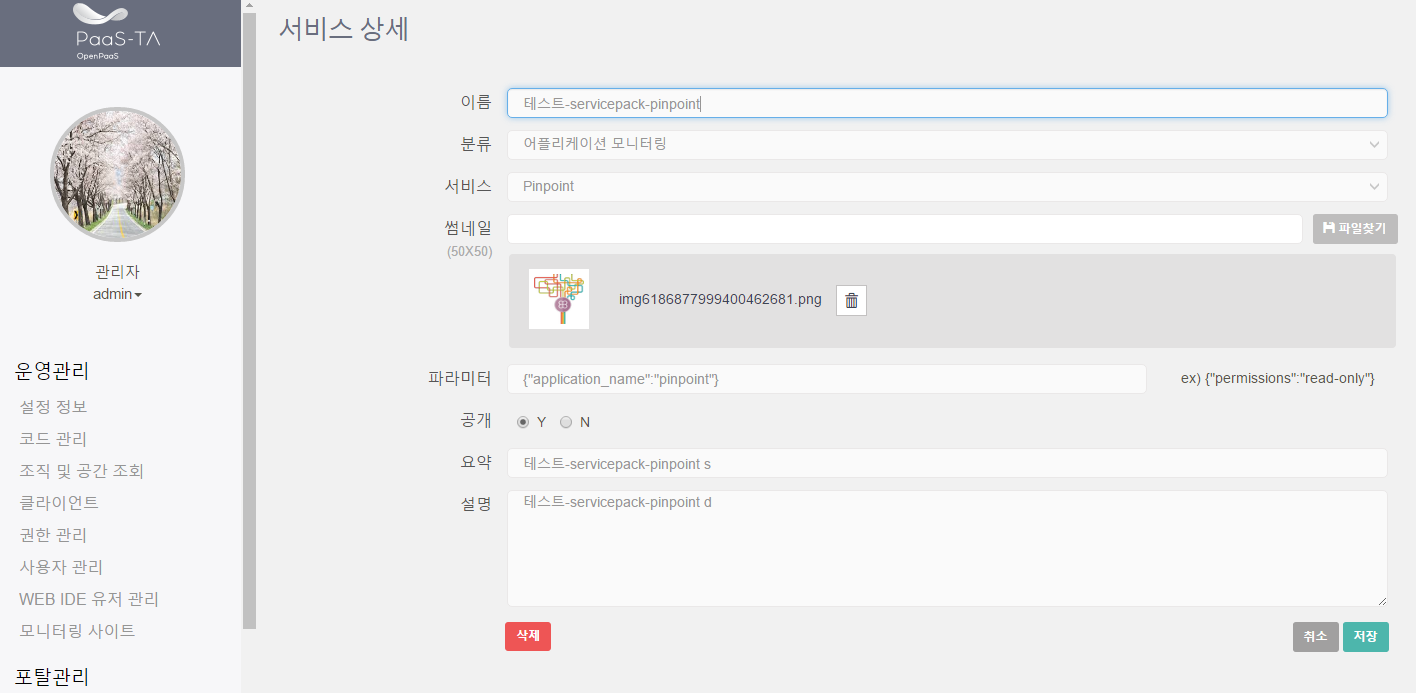 PaaS-TA
OpenPaaS
관리자
admin
운영관리
설정 정보
코드 관리
조직 및 공간 조회
클라이언트
권한 관리
사용자 관리
WEB IDE 유저 관리
모니터링 사이트
포탈관리
서비스 상세
이름 테스트-servicepack-pinpoint
분류 어플리케이션 모니터링
서비스 Pinpoint
썸네일 파일찾기
(50X50)
img6186877999400462681.png
파라미터 {"application_name":"pinpoint"} ex) {"permissions":"read-only"}
공개 Y N
요약 테스트-servicepack-pinpoint s
설명 테스트-servicepack-pinpoint d
삭제 취소 저장